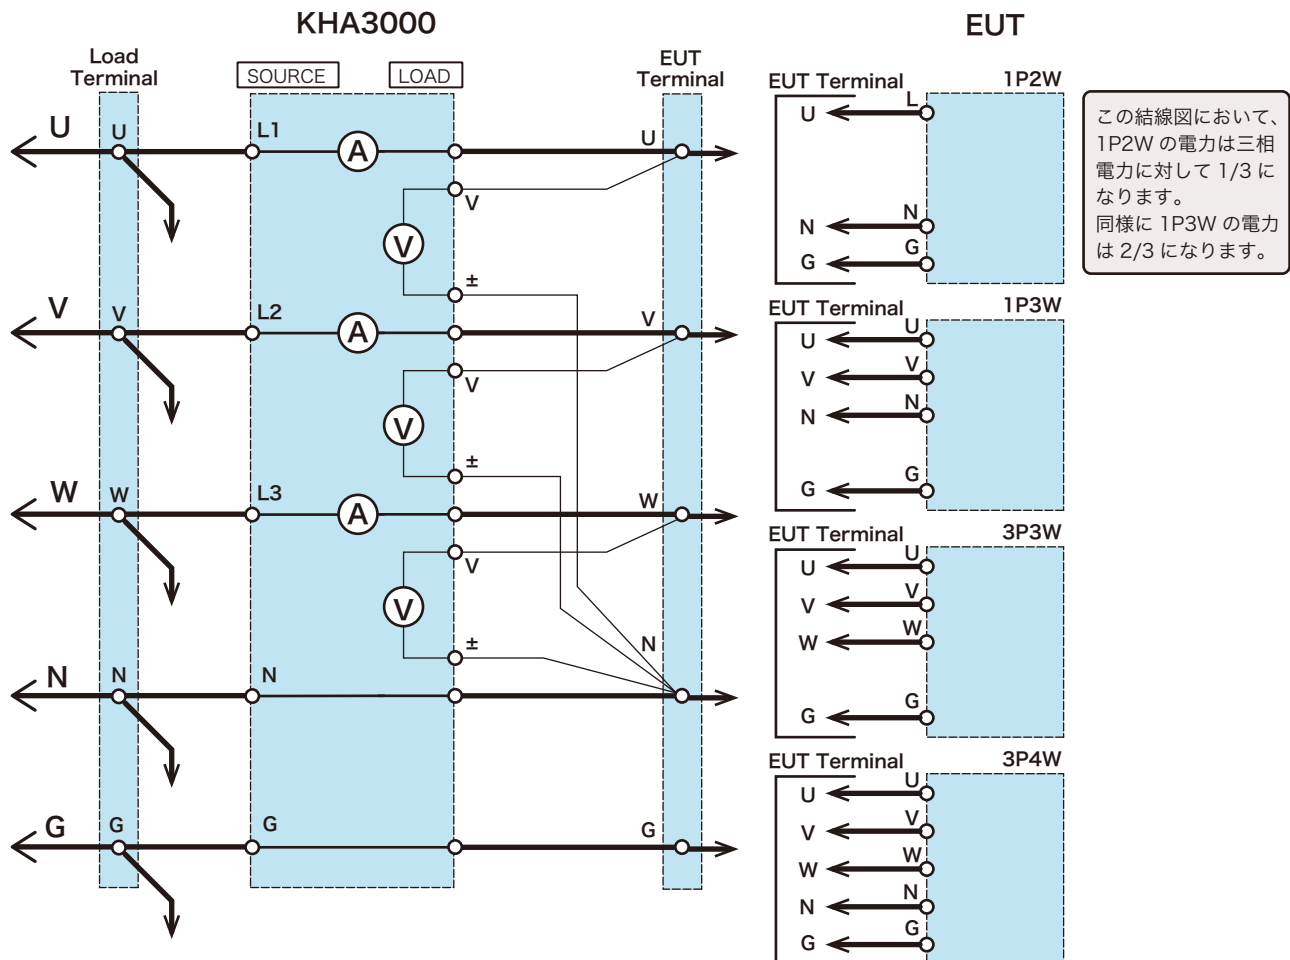 KHA3000
EUT
Load
Terminal
SOURCE
LOAD
EUT
Terminal
U
U
L1
A
U
V
V
±
V
V
L2
A
V
V
V
±
W
W
L3
A
W
V
V
±
N
N
N
N
G
G
G
G
EUT Terminal
1P2W
U
L
N
N
G
G
EUT Terminal
1P3W
U
U
V
V
N
N
G
G
EUT Terminal
3P3W
U
U
V
V
W
W
G
G
EUT Terminal
3P4W
U
U
V
V
W
W
N
N
G
G
この結線図において、
1P2W の電力は三相
電力に対して 1/3 に
なります。
同様に 1P3W の電力
は 2/3 になります。